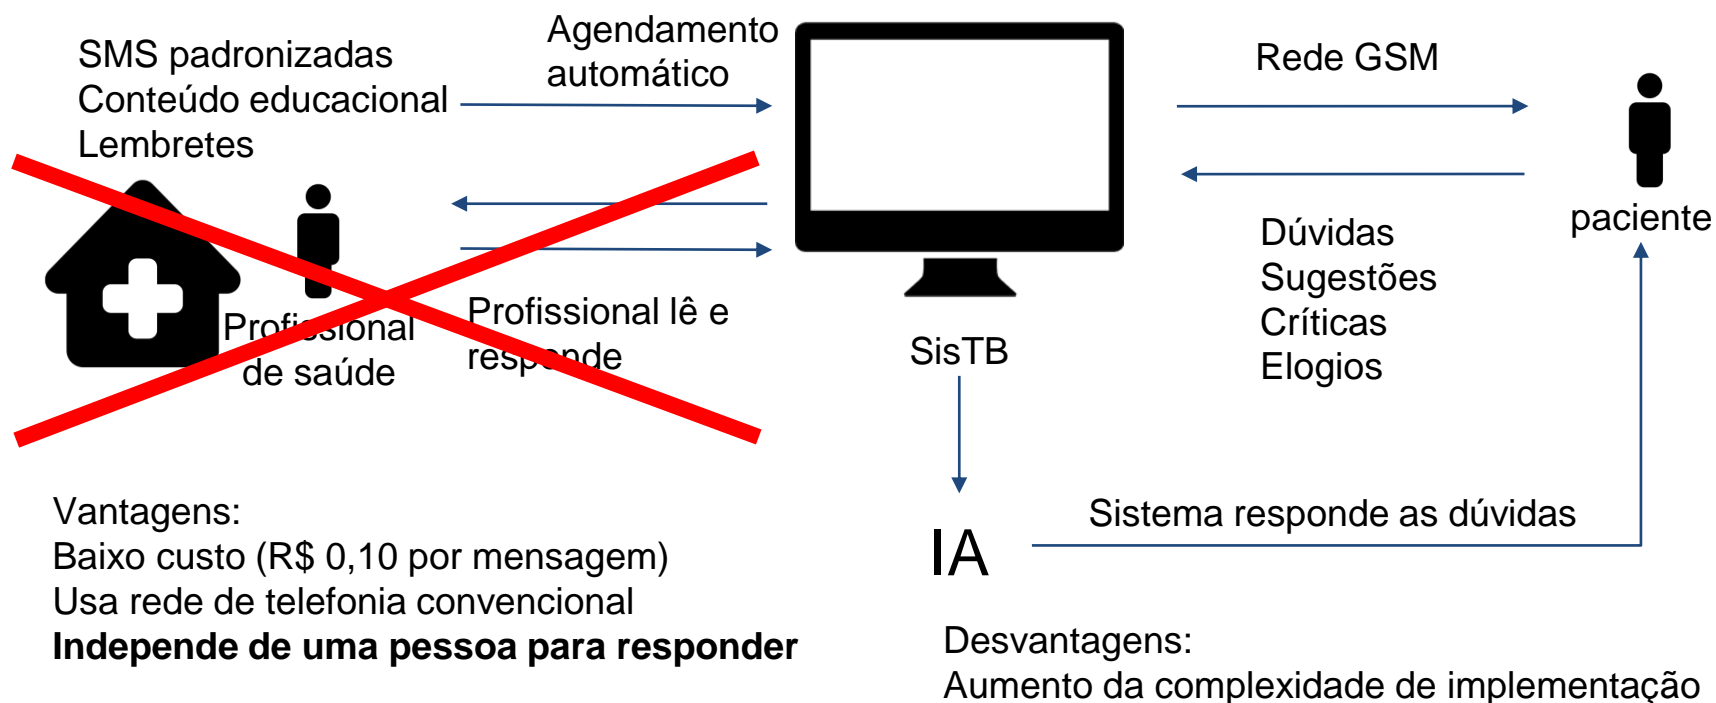 SMS padronizadas
Conteúdo educacional
Lembretes
Agendamento
automático
Rede GSM
paciente
Dúvidas
Sugestões
Críticas
Elogios
Profissional
de saúde
Profissional lê e
responde
SisTB
IA
Sistema responde as dúvidas
Vantagens:
Baixo custo (R$ 0,10 por mensagem)
Usa rede de telefonia convencional
Independe de uma pessoa para responder
Desvantagens:
Aumento da complexidade de implementação